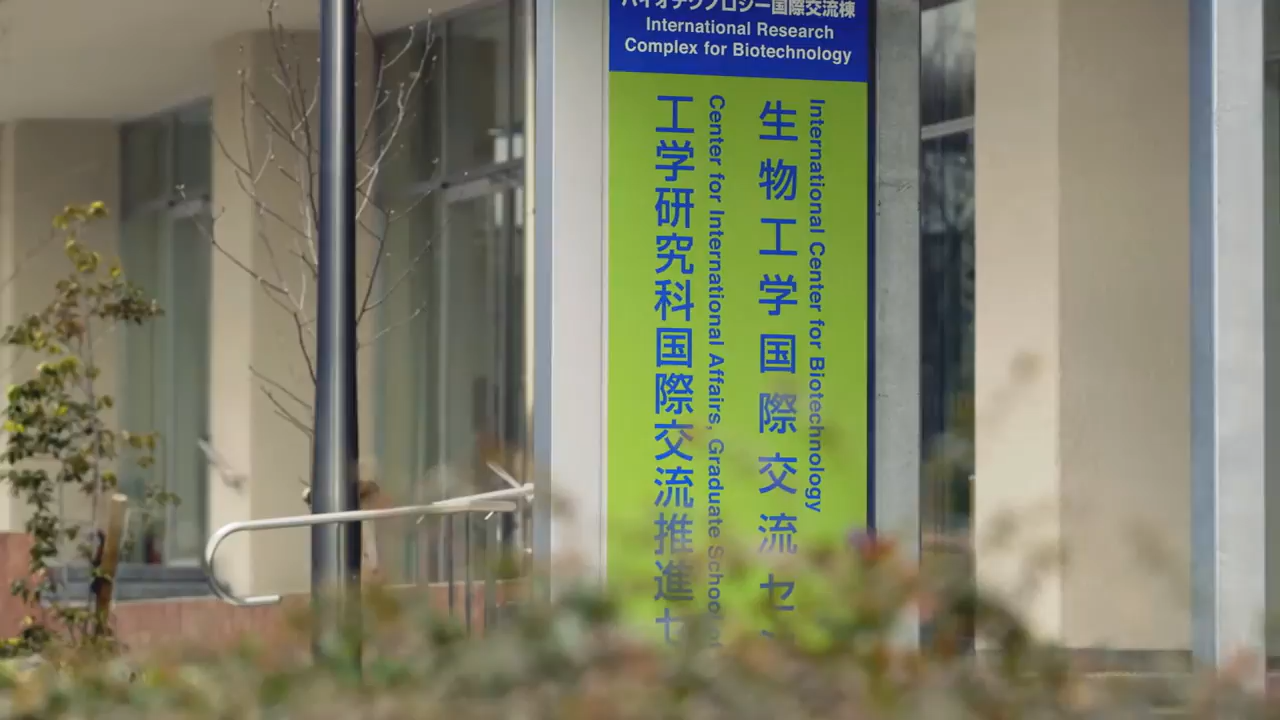 バイオテクノロジー国際交流棟
International Research
Complex for Biotechnology
International Center for Biotechnology
生物工学国際交流セ
Center for International Affairs, Graduate School of
工学研究科国際交流推進セ